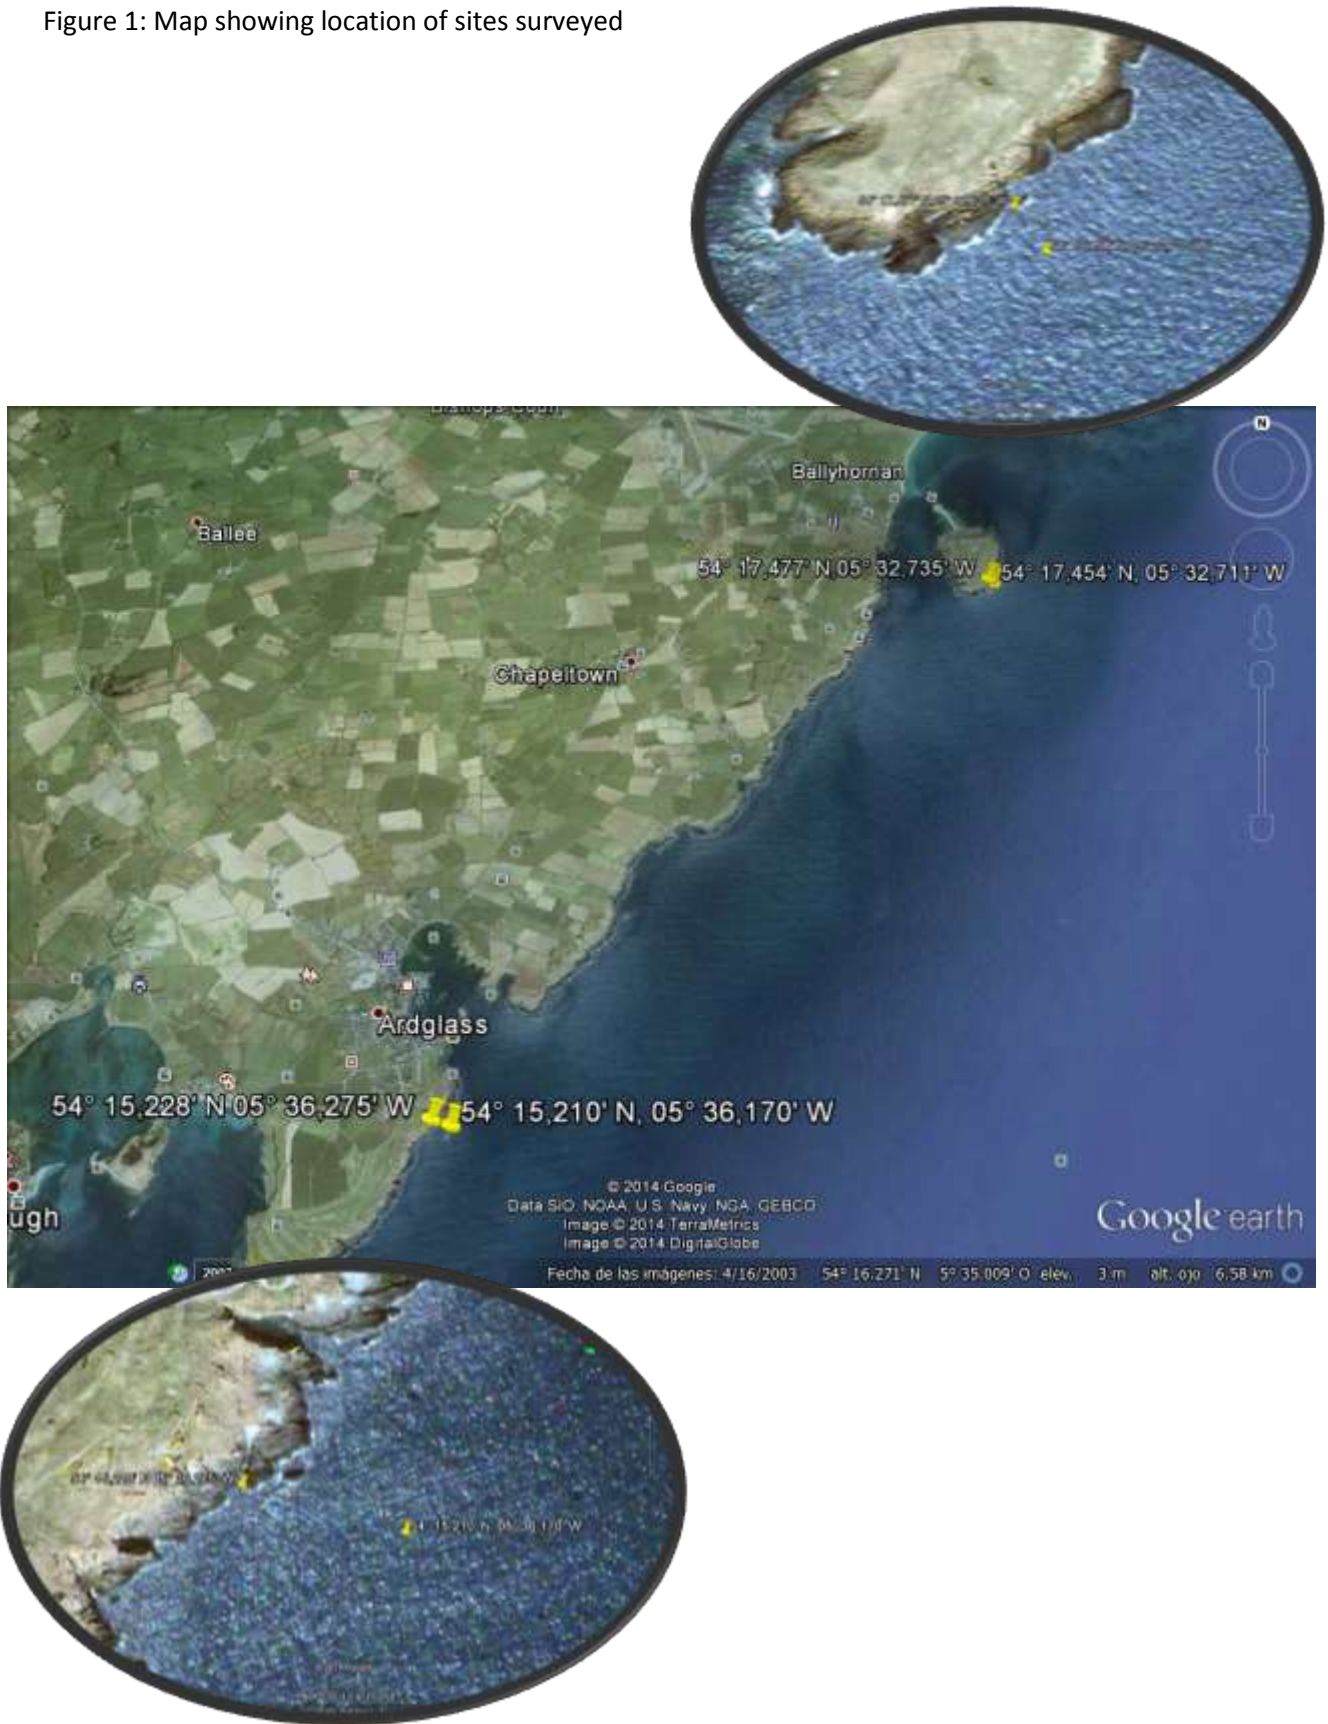 Figure 1: Map showing location of sites surveyed
Ballyhornan
Ballee
54° 17,477' N 05° 32,735' W
54° 17,454' N, 05° 32,711' W
Chapeltown
Ardglass
54° 15,228' N 05° 36,275' W
54° 15,210' N, 05° 36,170' W
ugh
© 2014 Google
Data SIO, NOAA, U.S. Navy, NGA, GEBCO
Image © 2014 TerraMetrics
Image © 2014 DigitalGlobe
Google earth
N
Fecha de las imágenes: 4/16/2003 54° 16.271' N 5° 35.009' O elev. 3 m alt. ojo 6.58 km